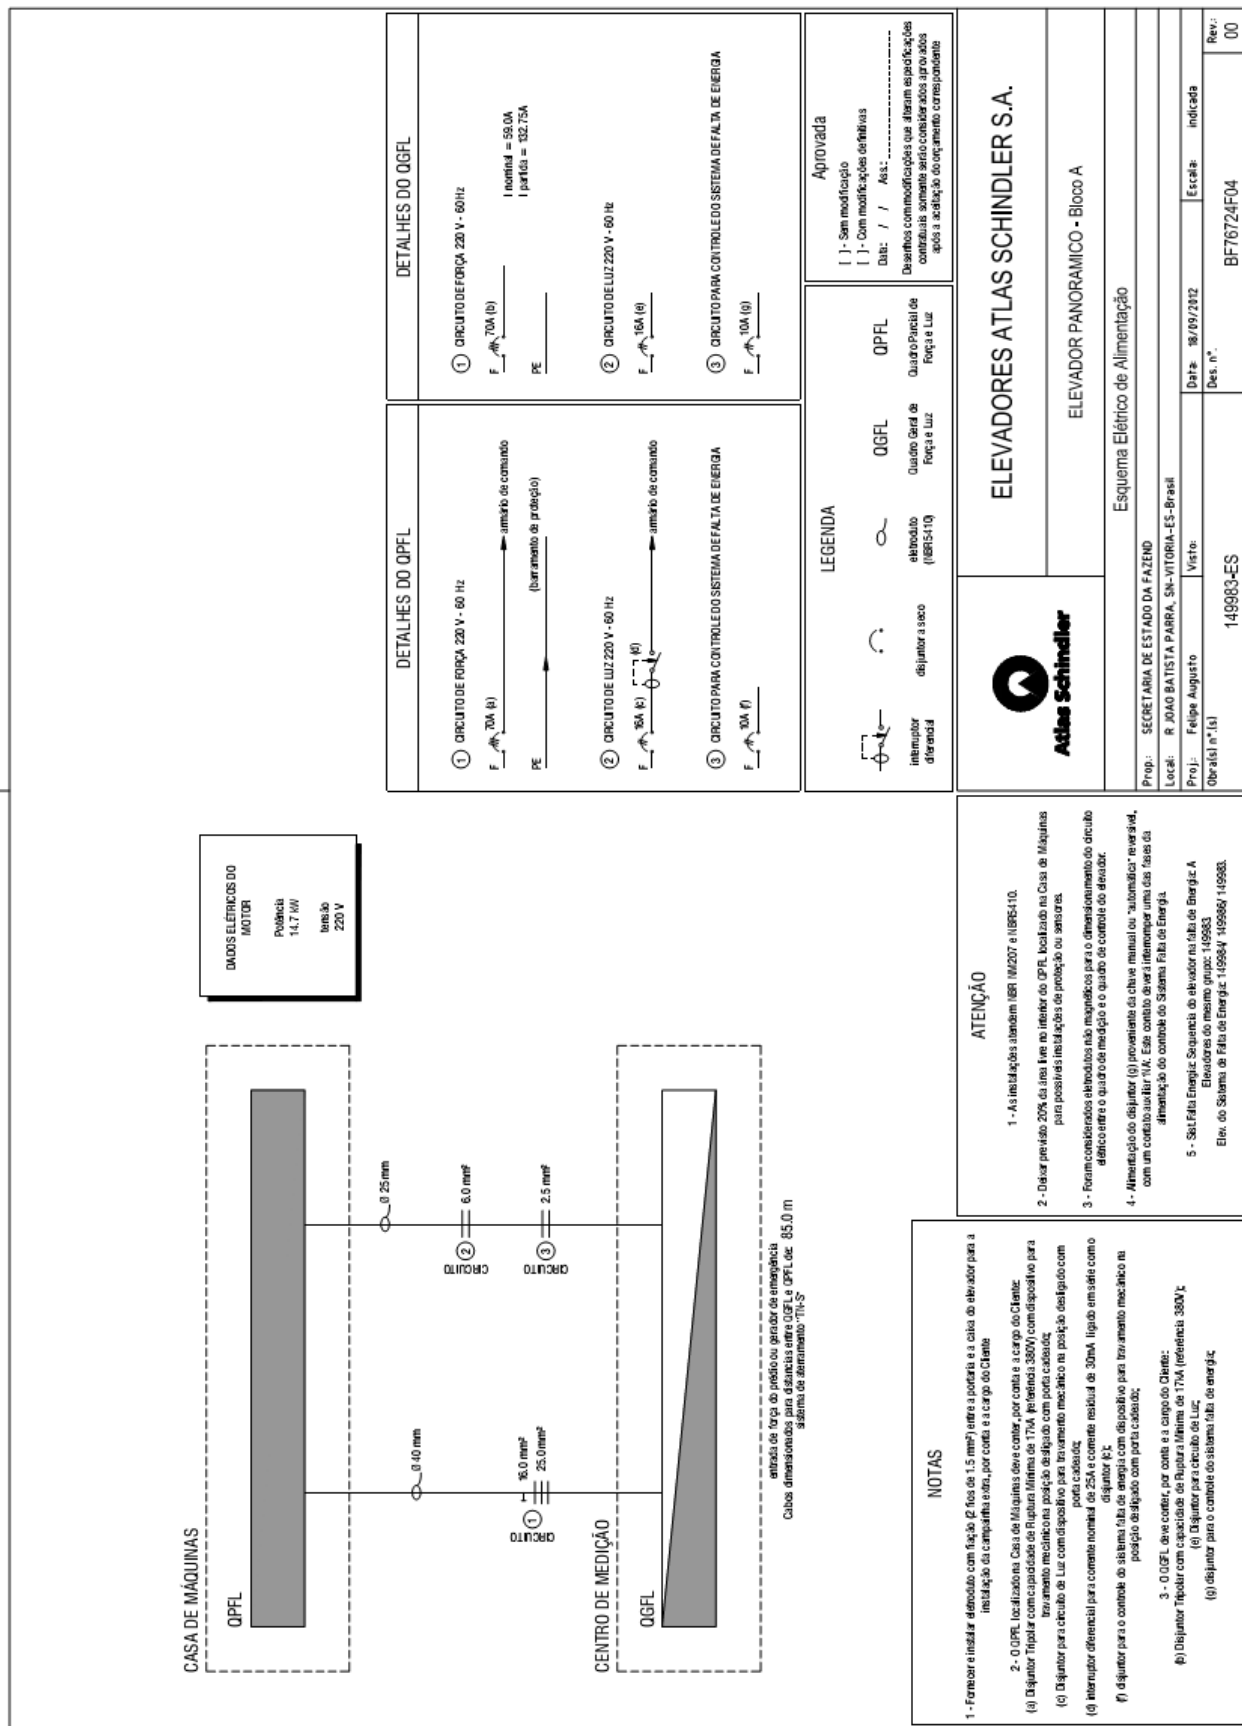 CASA DE MÁQUINAS
QPFL
Ø 40 mm
Ø 25 mm
CIRCUITO
1
16.0 mm²
25.0 mm²
CIRCUITO
2
6.0 mm²
CIRCUITO
3
2.5 mm²
CENTRO DE MEDIÇÃO
QGFL
entrada de força do prédio ou gerador de emergência
Cabos dimensionados para distancias entre QGFL e QPFL de: 85.0 m
sistema de aterramento "TN-S"
DADOS ELÉTRICOS DO
MOTOR
Potência
14.7 kW
tensão
220 V
DETALHES DO QPFL
1 CIRCUITO DE FORÇA 220 V - 60 Hz
F 70A (a) armário de comando
PE (barramento de proteção)
2 CIRCUITO DE LUZ 220 V - 60 Hz
F 16A (c) (d) armário de comando
3 CIRCUITO PARA CONTROLE DO SISTEMA DE FALTA DE ENERGIA
F 10A (f)
DETALHES DO QGFL
1 CIRCUITO DE FORÇA 220 V - 60 Hz
F 70A (b)
I nominal = 59.0A
I partida = 132.75A
PE
2 CIRCUITO DE LUZ 220 V - 60 Hz
F 16A (e)
3 CIRCUITO PARA CONTROLE DO SISTEMA DE FALTA DE ENERGIA
F 10A (g)
LEGENDA
interruptor
diferencial
disjuntor a seco
eletroduto
(NBR5410)
QGFL
Quadro Geral de
Força e Luz
QPFL
Quadro Parcial de
Força e Luz
Aprovada
[ ] - Sem modificação
[ ] - Com modificações definitivas
Data: / / Ass.:
Desenhos com modificações que alteram especificações
contratuais somente serão considerados aprovados
após a aceitação do orçamento correspondente
NOTAS
1 - Fornecer e instalar eletroduto com fiação (2 fios de 1.5 mm²) entre a portaria e a caixa do elevador para a
instalação da campainha extra, por conta e a cargo do Cliente
2 - O QPFL localizado na Casa de Máquinas deve conter, por conta e a cargo do Cliente:
(a) Disjuntor Tripolar com capacidade de Ruptura Mínima de 17kA (referência 380V) com dispositivo para
travamento mecânico na posição desligado com porta cadeado;
(c) Disjuntor para circuito de Luz com dispositivo para travamento mecânico na posição desligado com
porta cadeado;
(d) interruptor diferencial para corrente nominal de 25A e corrente residual de 30mA ligado em série com o
disjuntor (c);
(f) disjuntor para o controle do sistema falta de energia com dispositivo para travamento mecânico na
posição desligado com porta cadeado;
3 - O QGFL deve conter, por conta e a cargo do Cliente:
(b) Disjuntor Tripolar com capacidade de Ruptura Mínima de 17kA (referência 380V);
(e) Disjuntor para circuito de Luz;
(g) disjuntor para o controle do sistema falta de energia;
ATENÇÃO
1 - As instalações atendem NBR NM207 e NBR5410.
2 - Deixar previsto 20% da área livre no interior do QPFL localizado na Casa de Máquinas
para possíveis instalações de proteção ou sensores.
3 - Foram considerados eletrodutos não magnéticos para o dimensionamento do circuito
elétrico entre o quadro de medição e o quadro de controle do elevador.
4 - Alimentação do disjuntor (g) proveniente da chave manual ou "automática" reversível,
com um contato auxiliar 1NA. Este contato deverá interromper uma das fases da
alimentação do controle do Sistema Falta de Energia.
5 - Sist.Falta Energia: Sequencia do elevador na falta de Energia: A
Elevadores do mesmo grupo: 149983
Elev. do Sistema de Falta de Energia: 149984/ 149986/ 149983.
Atlas Schindler
ELEVADORES ATLAS SCHINDLER S.A.
ELEVADOR PANORAMICO - Bloco A
Esquema Elétrico de Alimentação
Prop.: SECRETARIA DE ESTADO DA FAZEND
Local: R JOAO BATISTA PARRA, SN-VITORIA-ES-Brasil
Proj.: Felipe Augusto
Visto:
Data: 18/09/2012
Escala: indicada
Rev.: 00
Obra(s) n°.(s)
149983-ES
Des. n°.
BF76724F04